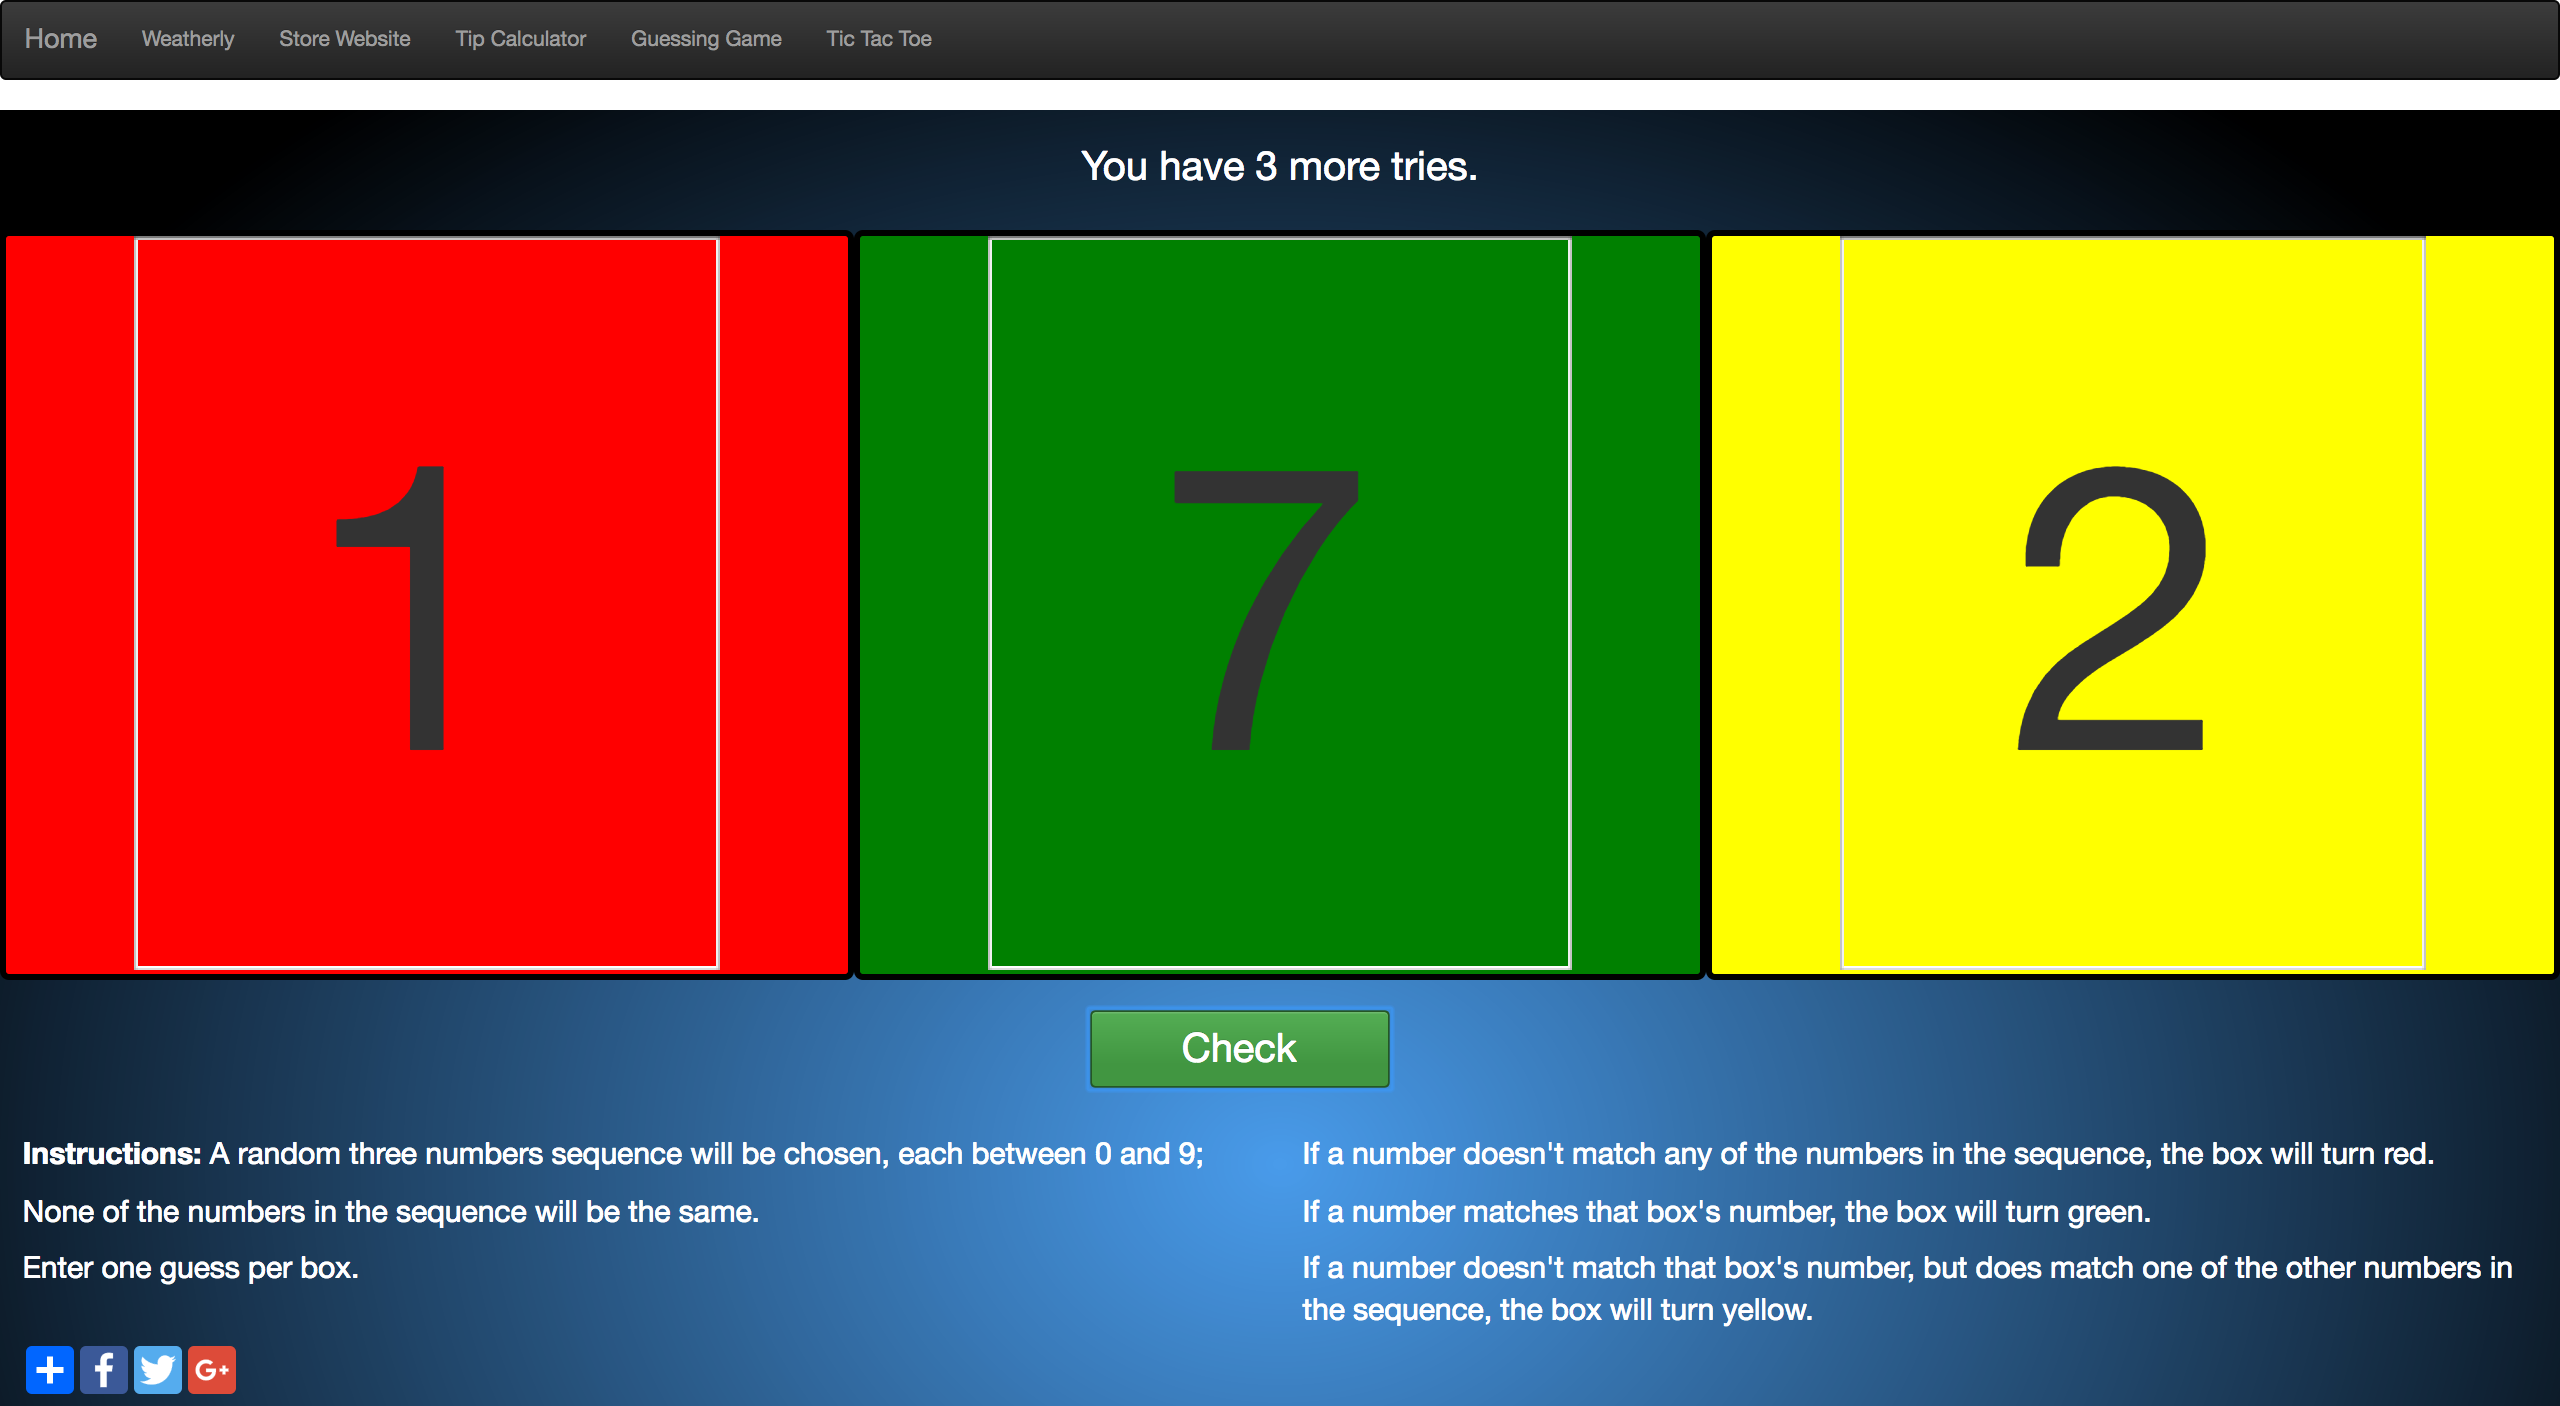 Home Weatherly Store Website Tip Calculator Guessing Game Tic Tac Toe
You have 3 more tries.
1 7 2
Check
Instructions: A random three numbers sequence will be chosen, each between 0 and 9;
None of the numbers in the sequence will be the same.
Enter one guess per box.
If a number doesn't match any of the numbers in the sequence, the box will turn red.
If a number matches that box's number, the box will turn green.
If a number doesn't match that box's number, but does match one of the other numbers in
the sequence, the box will turn yellow.
f G+